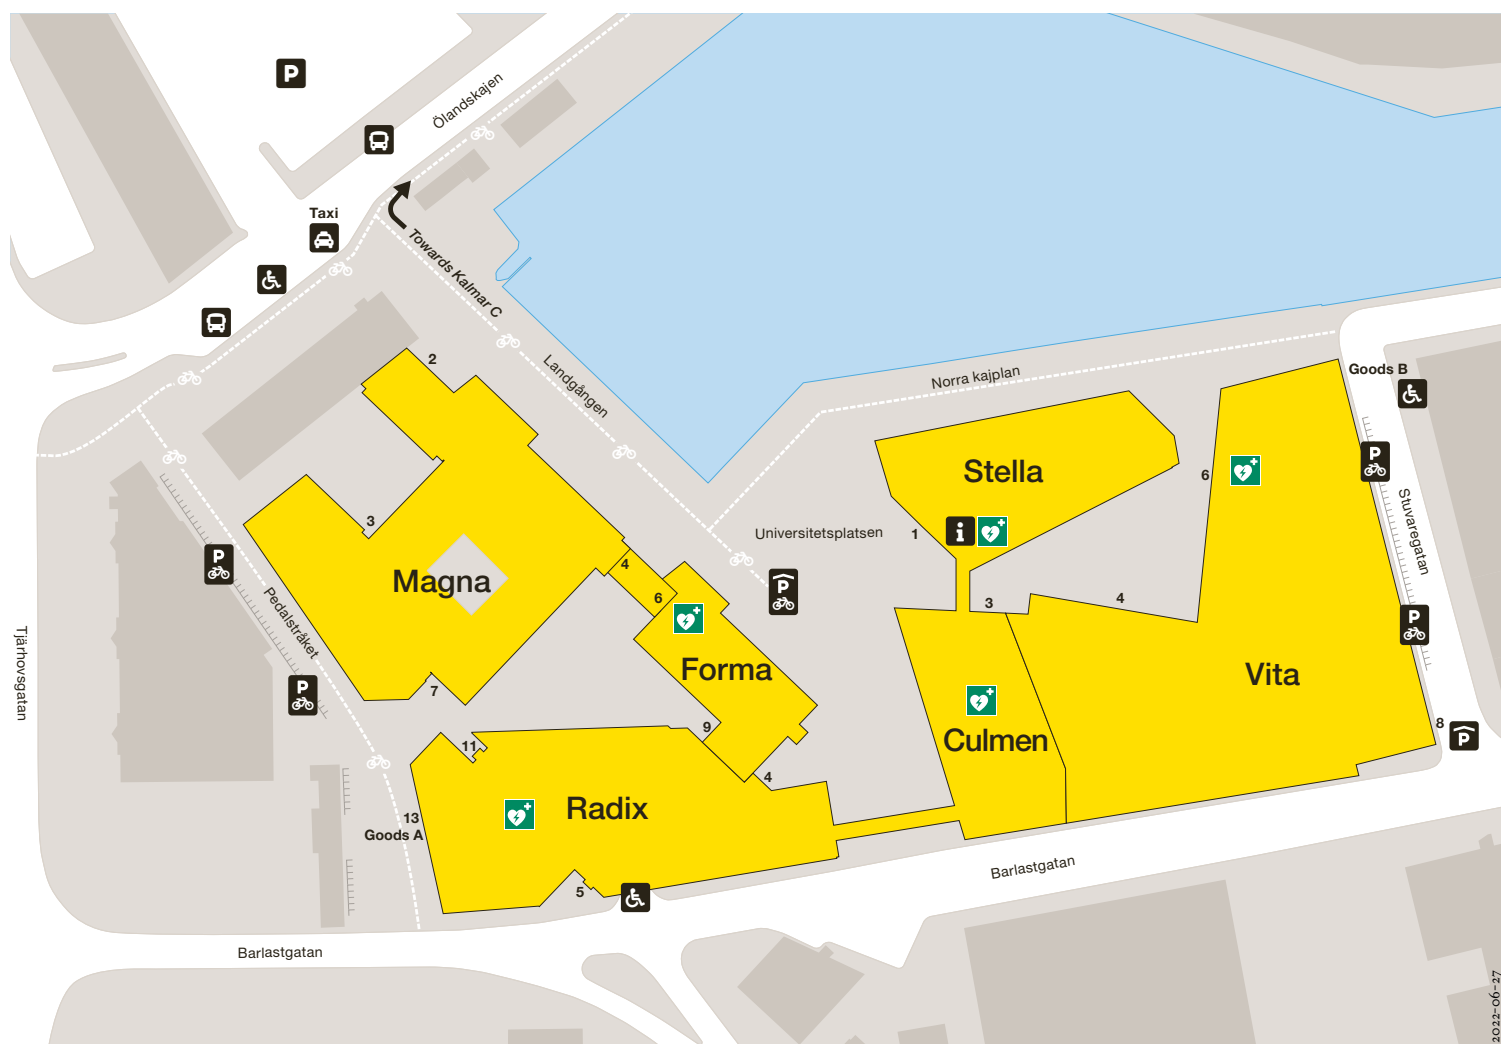 P
Ölandskajen
Taxi
Towards Kalmar C
2
Landgången
Norra kajplan
Goods B
Stella
6
P
Stuvaregatan
3
1
i
Universitetsplatsen
Magna
4
P
6
P
3
4
Pedalstråket
Tjärhovsgatan
Forma
Vita
P
7
P
9
Culmen
8
P
11
4
Radix
13
Goods A
5
Barlastgatan
Barlastgatan
2022-06-27